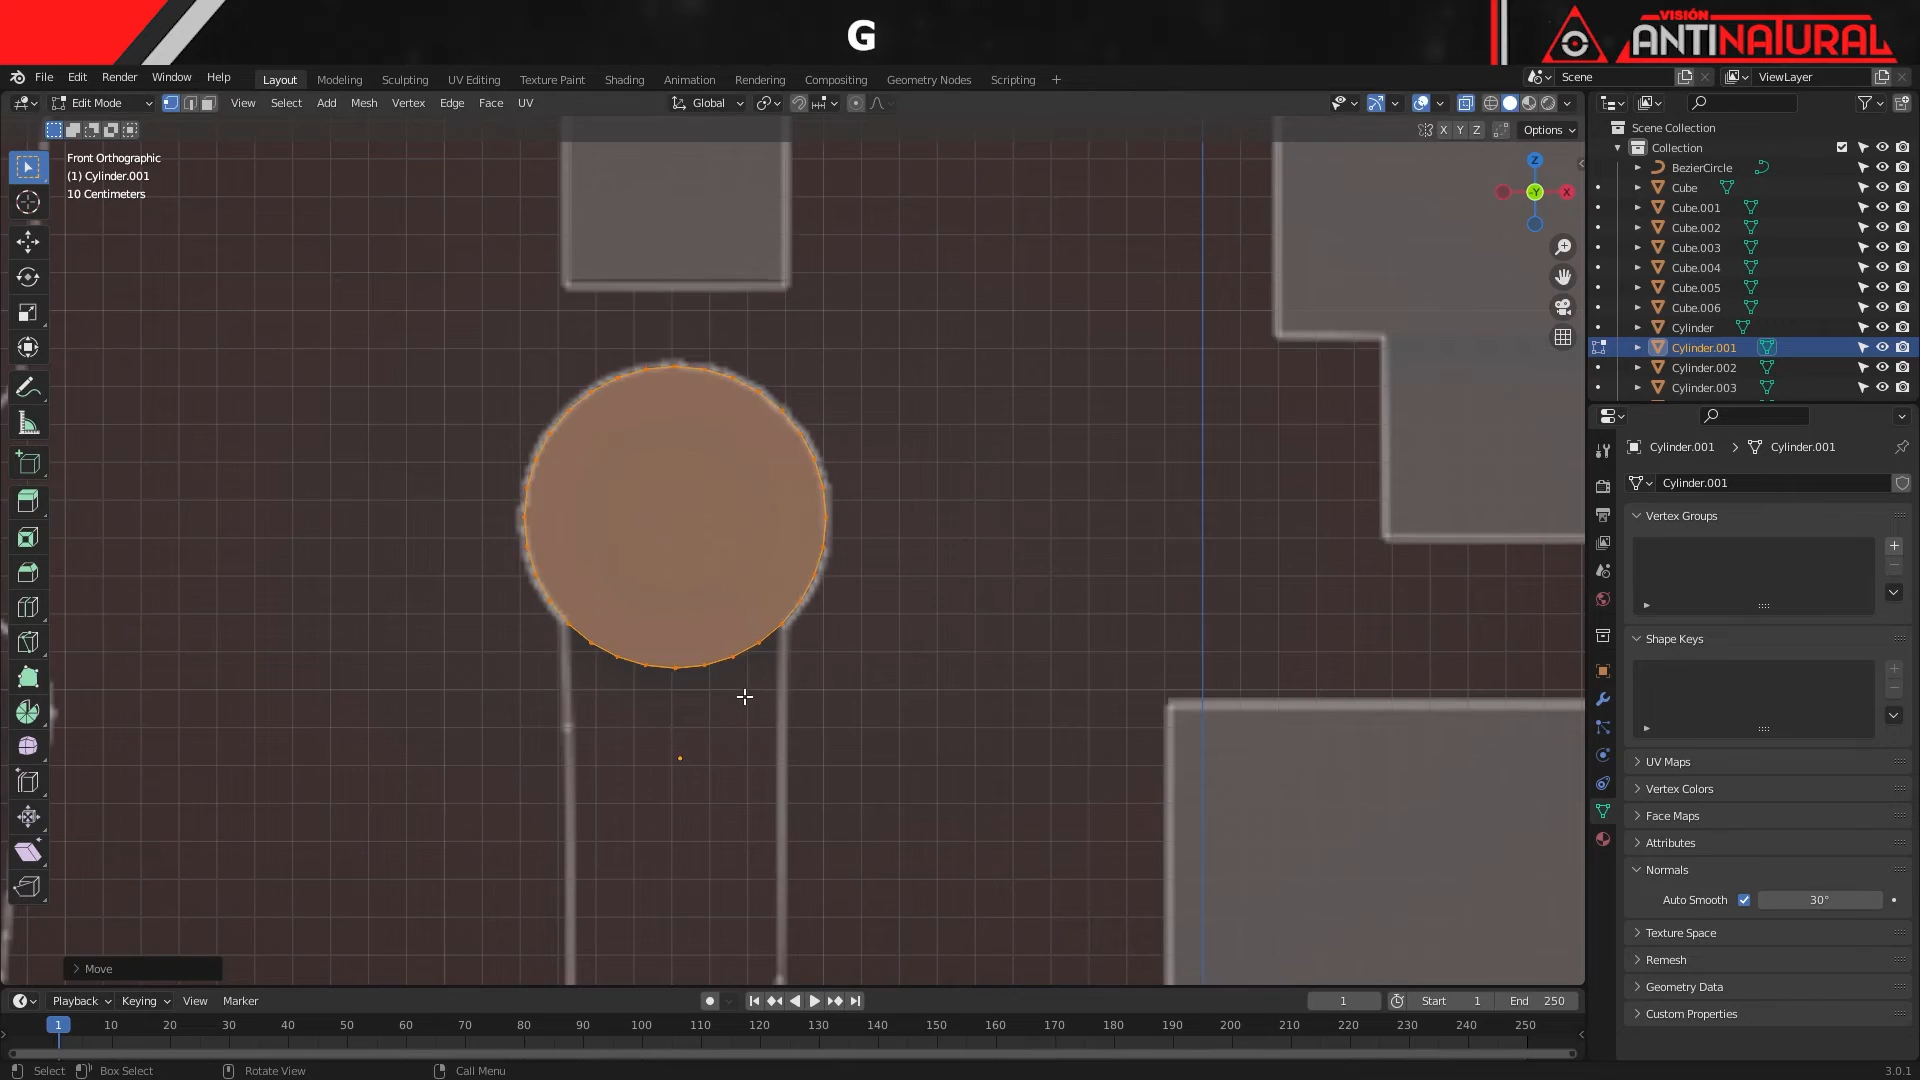 G
VISIÓN
ANTINATURAL
File Edit Render Window Help
Layout Modeling Sculpting UV Editing Texture Paint Shading Animation Rendering Compositing Geometry Nodes Scripting +
Scene ViewLayer
Edit Mode View Select Add Mesh Vertex Edge Face UV Global
X Y Z Options
Front Orthographic
(1) Cylinder.001
10 Centimeters
Z
-Y
X
Scene Collection
Collection
BezierCircle
Cube
Cube.001
Cube.002
Cube.003
Cube.004
Cube.005
Cube.006
Cylinder
Cylinder.001
Cylinder.002
Cylinder.003
Cylinder.001 Cylinder.001
Cylinder.001
Vertex Groups
Shape Keys
UV Maps
Vertex Colors
Face Maps
Attributes
Normals
Auto Smooth 30°
Texture Space
Remesh
Geometry Data
Custom Properties
Move
Playback Keying View Marker
1 Start 1 End 250
1 10 20 30 40 50 60 70 80 90 100 110 120 130 140 150 160 170 180 190 200 210 220 230 240 250
Select Box Select Rotate View Call Menu 3.0.1